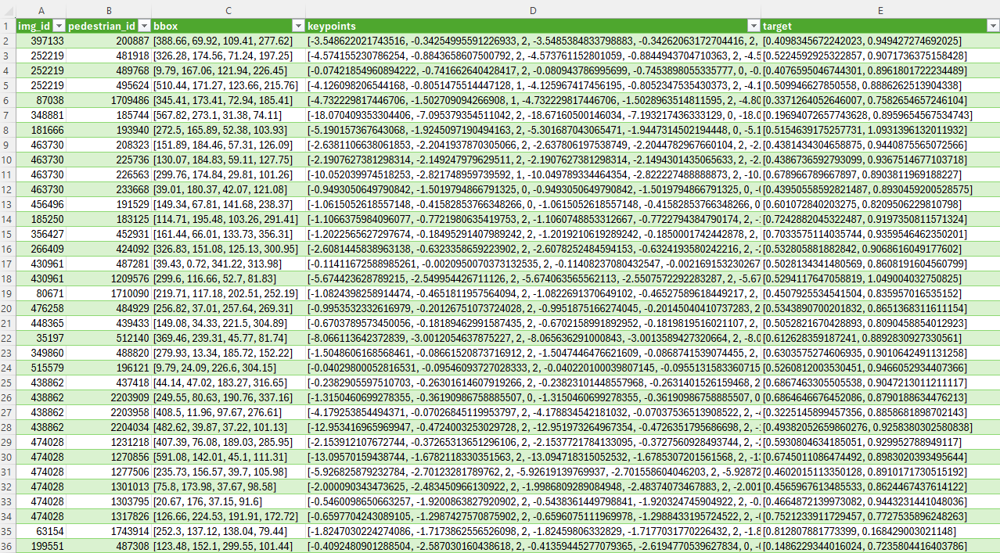 A B C D E
1 img_id pedestrian_id bbox keypoints target
2 397133 200887 [388.66, 69.92, 109.41, 277.62] [-3.548622021743516, -0.3425499559122693​3, 2, -3.5485384833798883, -0.34262063172704416, 2, [0.4098345672242023, 0.949427274692025]
3 252219 481918 [326.28, 174.56, 71.24, 197.25] [-4.574155230786254, -0.8843658607500792, 2, -4.573761152801059, -0.8844943704710363, 2, -4.5 [0.5224592925322857, 0.9071736375158428]
4 252219 489768 [9.79, 167.06, 121.94, 226.45] [-0.07421854960894222, -0.741662640428417, 2, -0.080943786995699, -0.7453898055335777, 0, -0. [0.4076595046744301, 0.8961801722234489]
5 252219 495624 [510.44, 171.27, 123.66, 215.76] [-4.126098206544168, -0.8051475514447128, 1, -4.125967417456195, -0.8052347535430373, 2, -4.1 [0.509946627850558, 0.8886262513904338]
6 87038 1709486 [345.41, 173.41, 72.94, 185.41] [-4.732229817446706, -1.502709094266908, 1, -4.732229817446706, -1.5028963514811595, 2, -4.80 [0.3371264052646007, 0.7582654657246104]
7 348881 185744 [567.82, 273.1, 31.38, 74.11] [-18.070409353304406, -7.095379354511042, 2, -18.67160500146034, -7.193217436333129, 0, -18.0 [0.19694072657743628, 0.8959654567534743]
8 181666 193940 [272.5, 165.89, 52.38, 103.93] [-5.190157367643068, -1.9245097190494163, 2, -5.301687043065471, -1.9447314502194448, 0, -5.1 [0.5154639175257731, 1.0931396132011932]
9 463730 208323 [151.89, 184.46, 57.31, 126.09] [-2.6381106638061853, -2.2041937870305066, 2, -2.637806197538749, -2.2044782967660104, 2, -2. [0.4381434304658875, 0.9440875565072566]
10 463730 225736 [130.07, 184.83, 59.11, 127.75] [-2.1907627381298314, -2.149247979629511, 2, -2.1907627381298314, -2.1494301435065633, 2, -2. [0.4386736592793099, 0.9367514677103718]
11 463730 226563 [299.76, 174.84, 29.81, 101.26] [-10.052039974518253, -2.821748959739592, 1, -10.049789334464354, -2.822227488888873, 2, -10. [0.678966789667897, 0.8903811969188227]
12 463730 233668 [39.01, 180.37, 42.07, 121.08] [-0.9493050649790842, -1.5019794866791325, 0, -0.9493050649790842, -1.5019794866791325, 0, -( [0.43950558592821487, 0.8930459200528575]
13 456496 191529 [149.34, 67.81, 141.68, 238.37] [-1.0615052618557148, -0.41582853766348266, 0, -1.0615052618557148, -0.41582853766348266, 0 [0.601072840203275, 0.8209506229810798]
14 185250 183125 [114.71, 195.48, 103.26, 291.41] [-1.1066375984096077, -0.7721980635419753, 2, -1.1060748853312667, -0.7722794384790174, 2, - [0.7242882045322487, 0.9197350811571324]
15 356427 452931 [161.44, 66.01, 133.73, 356.31] [-1.2022565627297674, -0.18495291407989242, 2, -1.2019210619289242, -0.1850001742442878, 2, [0.7033575114035744, 0.9359546462350201]
16 266409 424092 [326.83, 151.08, 125.13, 300.95] [-2.6081445838963138, -0.6323358659223902, 2, -2.6078252484594153, -0.6324193580242216, 2, -2 [0.532805881882842, 0.9068616049177602]
17 430961 487281 [39.43, 0.72, 341.22, 313.98] [-0.11411672588985261, -0.0020950070373132535, 2, -0.11408237080432547, -0.002169153230267 [0.5028134341480569, 0.8608191604560799]
18 430961 1209576 [299.6, 116.66, 52.7, 81.83] [-5.674423628789215, -2.549954426711126, 2, -5.674063565562113, -2.5507572292283287, 2, -5.67 [0.5294117647058819, 1.049004032750825]
19 80671 1710090 [219.71, 117.18, 202.51, 252.19] [-1.0824398258914474, -0.4651811957564094, 2, -1.0822691370649102, -0.46527589618449217, 2, [0.4507925534541504, 0.835957016535152]
20 476258 484929 [256.82, 37.01, 257.64, 269.31] [-0.9953532332616979, -0.20126751073724028, 2, -0.9951875166274045, -0.20145040410737283, 2 [0.5343890700201832, 0.8651368311611154]
21 448365 439433 [149.08, 34.33, 221.5, 304.89] [-0.6703789573450056, -0.18189462991587435, 2, -0.6702158991892952, -0.1819819516021107, 2, [0.5052821670428893, 0.8090458854012923]
22 35197 512140 [369.46, 239.31, 45.77, 81.74] [-8.066113642372839, -3.0012054637875227, 2, -8.065636291000843, -3.0013589427320664, 2, -8.0 [0.612628359187241, 0.8892830927330561]
23 349860 488820 [279.93, 13.34, 185.72, 152.22] [-1.5048606168568461, -0.08661520873716912, 2, -1.5047446476621609, -0.0868741539074455, 2, [0.6303575274606935, 0.9010642491131258]
24 515579 196121 [9.79, 24.09, 226.6, 304.15] [-0.04029800052816531, -0.09546093727028333, 2, -0.040220100039807145, -0.0955131583360715 [0.5260812003530451, 0.9466052934407366]
25 438862 437418 [44.14, 47.02, 183.27, 316.65] [-0.2382905597510703, -0.26301614607919266, 2, -0.23823101448557968, -0.2631401526159468, 2 [0.6867463305505538, 0.9047213011211117]
26 438862 2203909 [249.55, 80.63, 190.76, 337.16] [-1.3150460699278355, -0.36190986758885507, 0, -1.3150460699278355, -0.36190986758885507, 0 [0.6864646676452086, 0.8790188634476213]
27 438862 2203958 [408.5, 11.96, 97.67, 276.61] [-4.179253854494371, -0.07026845119953797, 2, -4.178834542181032, -0.07037536513908522, 2, -4 [0.3225145899457356, 0.8858681898702143]
28 438862 2204034 [482.62, 39.87, 37.22, 101.13] [-12.953416965969947, -0.4724003253029728, 2, -12.951973264967354, -0.4726351795686698, 2, - [0.49382052659860276, 0.9258380302580838]
29 474028 1231218 [407.39, 76.08, 189.03, 285.95] [-2.153912107672744, -0.37265313651296106, 2, -2.1537721784133095, -0.3727560928493744, 2, -2 [0.5930804634185051, 0.929952788949117]
30 474028 1270856 [591.08, 142.01, 45.1, 111.31] [-13.09570159438744, -1.6782118330351563, 2, -13.094718315052532, -1.6785307201561568, 2, -13 [0.6745011086474492, 0.8983020393495644]
31 474028 1277506 [235.73, 156.57, 39.7, 105.98] [-5.926825879232784, -2.70123281789762, 2, -5.92619139769937, -2.701558604046203, 2, -5.92872 [0.4602015113350128, 0.8910171730515192]
32 474028 1301013 [75.8, 173.98, 37.67, 98.58] [-2.000090343473625, -2.483450966130922, 2, -1.9986809289084948, -2.48374073467883, 2, -2.001 [0.4565967613485533, 0.8624467437614122]
33 474028 1303795 [20.67, 176, 37.15, 91.6] [-0.5460098650663257, -1.9200863827920902, 2, -0.5438361449798841, -1.920324745904922, 2, -0. [0.4664872139973082, 0.9443231441048036]
34 474028 1317826 [126.66, 224.53, 191.91, 172.72] [-0.6597704243089105, -1.2987427570875902, 2, -0.6596075111969978, -1.2988433195724522, 2, - [0.7521233911729457, 0.7727535896248263]
35 63154 1743914 [252.3, 137.12, 138.04, 79.44] [-1.8247030224274086, -1.7173862556526098, 2, -1.82459806332829, -1.7177031770226432, 2, -1 [0.812807881773399, 0.168429003021148]
36 199551 487308 [123.48, 152.1, 299.55, 101.44] [-0.4092480901288504, -2.587030160438618, 2, -0.41359445277079365, -2.6194770539627834, 0, -( [0.1486229344016024, 0.7235804416403786]